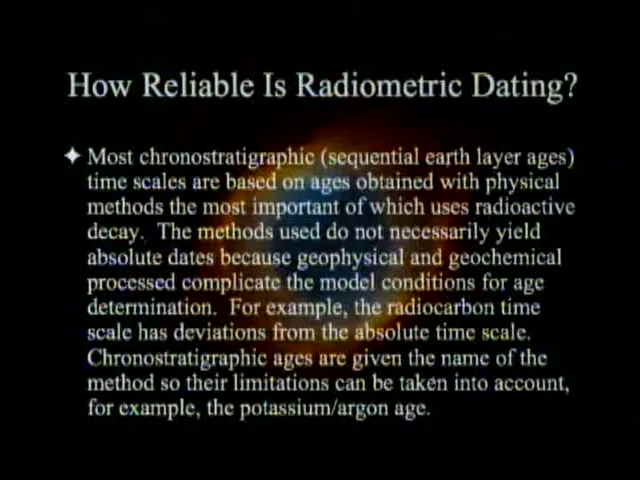 How Reliable Is Radiometric Dating?
Most chronostratigraphic (sequential earth layer ages)
time scales are based on ages obtained with physical
methods the most important of which uses radioactive
decay. The methods used do not necessarily yield
absolute dates because geophysical and geochemical
processed complicate the model conditions for age
determination. For example, the radiocarbon time
scale has deviations from the absolute time scale.
Chronostratigraphic ages are given the name of the
method so their limitations can be taken into account,
for example, the potassium/argon age.